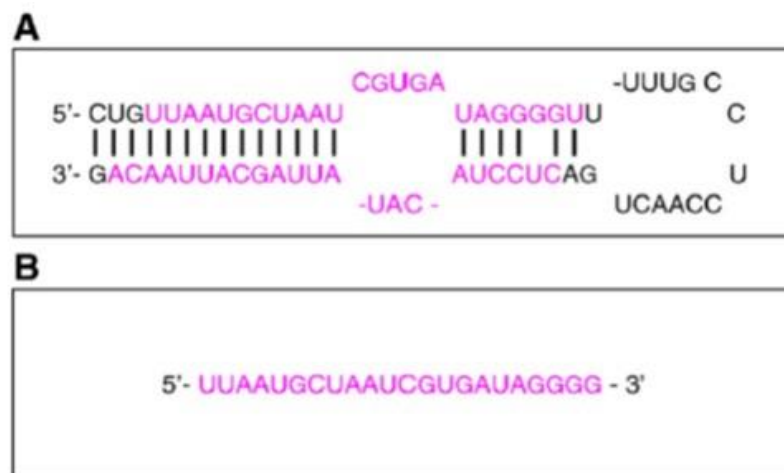 A
CGUGA -UUUG C
5'- CUGUUAAUGCUAAU UAGGGGUU C
3'- GACAAUUACGAUUA AUCCUCAG U
-UAC - UCAACC
B
5'- UUAAUGCUAAUCGUGAUAGGGG - 3'